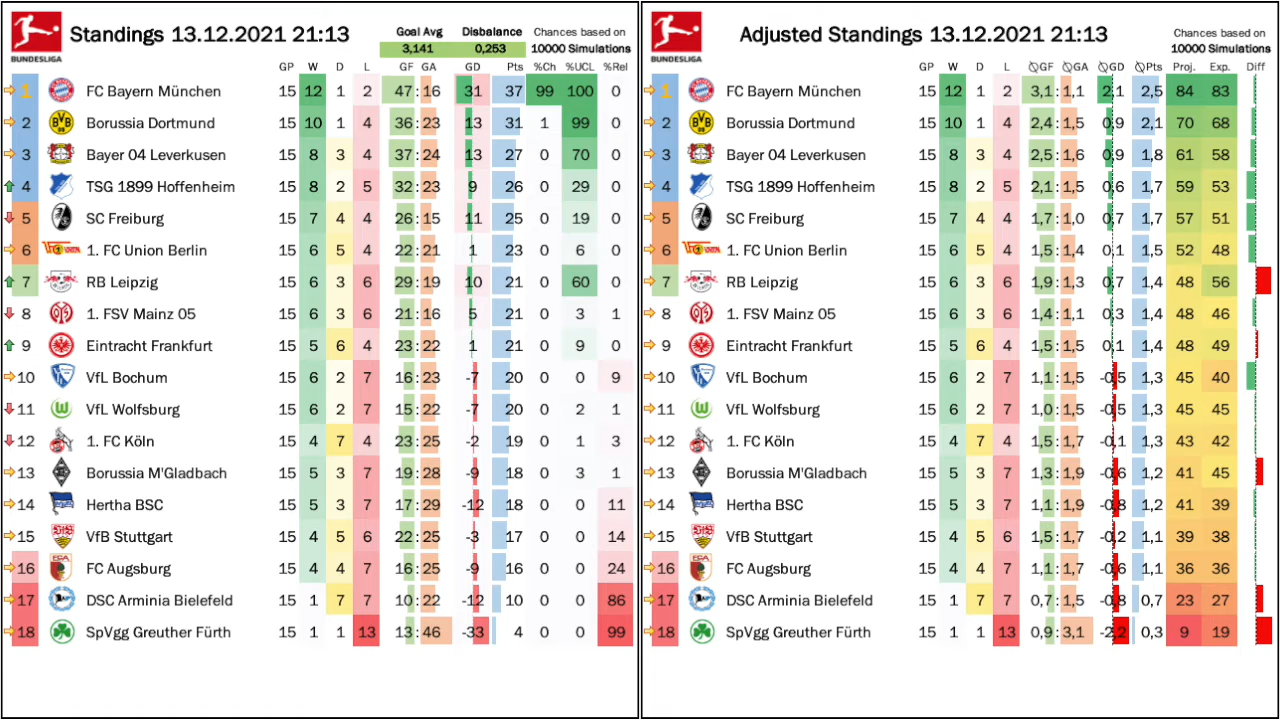 Standings 13.12.2021 21:13
BUNDESLIGA
Goal Avg Disbalance Chances based on
3,141 0,253 10000 Simulations
GP W D L GF GA GD Pts %Ch %UCL %Rel
1 FC Bayern München 15 12 1 2 47:16 31 37 99 100 0
2 Borussia Dortmund 15 10 1 4 36:23 13 31 1 99 0
3 Bayer 04 Leverkusen 15 8 3 4 37:24 13 27 0 70 0
4 TSG 1899 Hoffenheim 15 8 2 5 32:23 9 26 0 29 0
5 SC Freiburg 15 7 4 4 26:15 11 25 0 19 0
6 1. FC Union Berlin 15 6 5 4 22:21 1 23 0 6 0
7 RB Leipzig 15 6 3 6 29:19 10 21 0 60 0
8 1. FSV Mainz 05 15 6 3 6 21:16 5 21 0 3 1
9 Eintracht Frankfurt 15 5 6 4 23:22 1 21 0 9 0
10 VfL Bochum 15 6 2 7 16:23 -7 20 0 0 9
11 VfL Wolfsburg 15 6 2 7 15:22 -7 20 0 2 1
12 1. FC Köln 15 4 7 4 23:25 -2 19 0 1 3
13 Borussia M'Gladbach 15 5 3 7 19:28 -9 18 0 3 1
14 Hertha BSC 15 5 3 7 17:29 -12 18 0 0 11
15 VfB Stuttgart 15 4 5 6 22:25 -3 17 0 0 14
16 FC Augsburg 15 4 4 7 16:25 -9 16 0 0 24
17 DSC Arminia Bielefeld 15 1 7 7 10:22 -12 10 0 0 86
18 SpVgg Greuther Fürth 15 1 1 13 13:46 -33 4 0 0 99
Adjusted Standings 13.12.2021 21:13
BUNDESLIGA
Chances based on
10000 Simulations
GP W D L ∅GF ∅GA ∅GD ∅Pts Proj. Exp. Diff
1 FC Bayern München 15 12 1 2 3,1:1,1 2,1 2,5 84 83
2 Borussia Dortmund 15 10 1 4 2,4:1,5 0,9 2,1 70 68
3 Bayer 04 Leverkusen 15 8 3 4 2,5:1,6 0,9 1,8 61 58
4 TSG 1899 Hoffenheim 15 8 2 5 2,1:1,5 0,6 1,7 59 53
5 SC Freiburg 15 7 4 4 1,7:1,0 0,7 1,7 57 51
6 1. FC Union Berlin 15 6 5 4 1,5:1,4 0,1 1,5 52 48
7 RB Leipzig 15 6 3 6 1,9:1,3 0,7 1,4 48 56
8 1. FSV Mainz 05 15 6 3 6 1,4:1,1 0,3 1,4 48 46
9 Eintracht Frankfurt 15 5 6 4 1,5:1,5 0,1 1,4 48 49
10 VfL Bochum 15 6 2 7 1,1:1,5 -0,5 1,3 45 40
11 VfL Wolfsburg 15 6 2 7 1,0:1,5 -0,5 1,3 45 45
12 1. FC Köln 15 4 7 4 1,5:1,7 -0,1 1,3 43 42
13 Borussia M'Gladbach 15 5 3 7 1,3:1,9 -0,6 1,2 41 45
14 Hertha BSC 15 5 3 7 1,1:1,9 -0,8 1,2 41 39
15 VfB Stuttgart 15 4 5 6 1,5:1,7 -0,2 1,1 39 38
16 FC Augsburg 15 4 4 7 1,1:1,7 -0,6 1,1 36 36
17 DSC Arminia Bielefeld 15 1 7 7 0,7:1,5 -0,8 0,7 23 27
18 SpVgg Greuther Fürth 15 1 1 13 0,9:3,1 -2,2 0,3 9 19